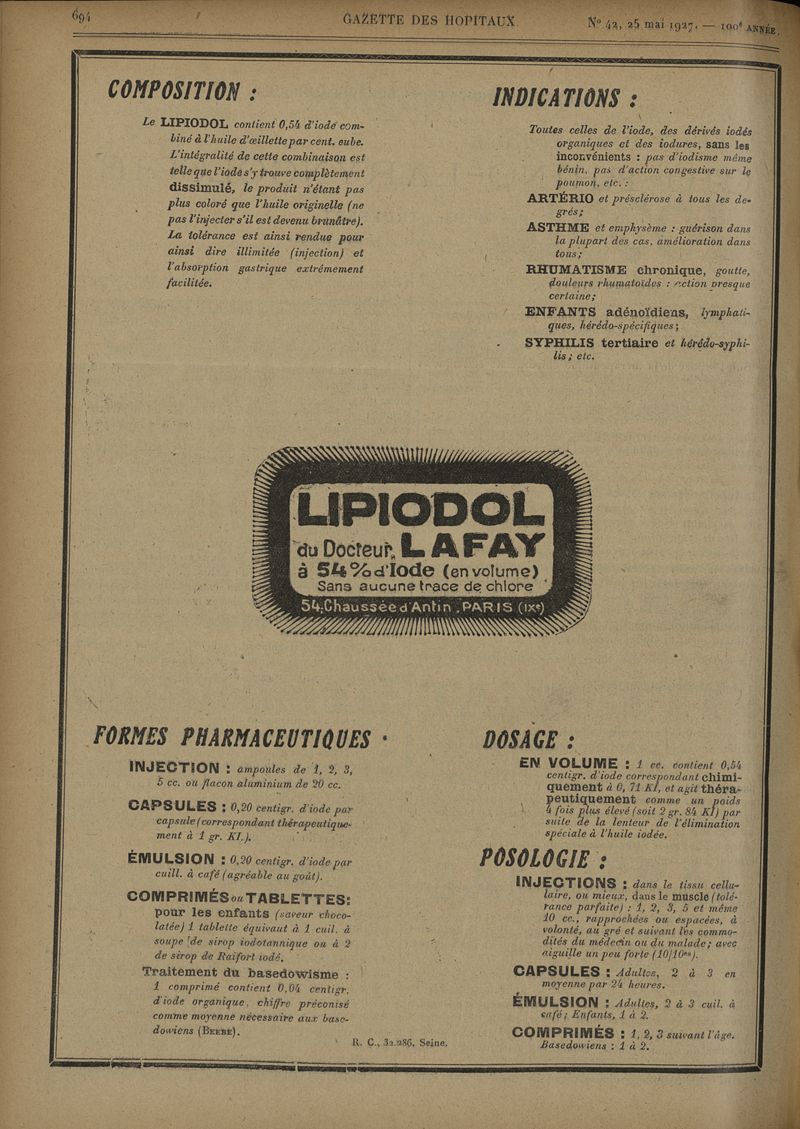 694
GAZETTE DES HOPITAUX
N° 42, 25 mai 1927. — 100e ANNÉE.
COMPOSITION :
Le LIPIODOL contient 0,54 d'iode com-
biné à l'huile d'œillette par cent. cube.
L'intégralité de cette combinaison est
telle que l'iode s'y trouve complètement
dissimulé, le produit n'étant pas
plus coloré que l'huile originelle (ne
pas l'injecter s'il est devenu brunâtre).
La tolérance est ainsi rendue pour
ainsi dire illimitée (injection) et
l'absorption gastrique extrêmement
facilitée.
INDICATIONS :
Toutes celles de l'iode, des dérivés iodés
organiques et des iodures, sans les
inconvénients : pas d'iodisme même
bénin, pas d'action congestive sur le
poumon, etc. :
ARTÉRIO et présclérose à tous les de-
grés;
ASTHME et emphysème : guérison dans
la plupart des cas, amélioration dans
tous;
RHUMATISME chronique, goutte,
douleurs rhumatoïdes : action presque
certaine;
ENFANTS adénoïdiens, lymphati-
ques, hérédo-spécifiques;
SYPHILIS tertiaire et hérédo-syphi-
lis; etc.
LIPIODOL
du Docteur LAFAY
à 54% d'Iode (en volume)
Sans aucune trace de chlore
54, Chaussée d'Antin, PARIS (IXe)
FORMES PHARMACEUTIQUES :
INJECTION : ampoules de 1, 2, 3,
5 cc. ou flacon aluminium de 20 cc.
CAPSULES : 0,20 centigr. d'iode par
capsule (correspondant thérapeutique-
ment à 1 gr. KI.).
ÉMULSION : 0,20 centigr. d'iode par
cuill. à café (agréable au goût).
COMPRIMÉS ou TABLETTES :
pour les enfants (saveur choco-
latée) 1 tablette équivaut à 1 cuil. à
soupe de sirop iodotannique ou à 2
de sirop de Raifort iodé.
Traitement du basedowisme :
1 comprimé contient 0,04 centigr.
d'iode organique, chiffre préconisé
comme moyenne nécessaire aux base-
dowiens (BEEBE).
R. C., 32.286, Seine.
DOSAGE :
EN VOLUME : 1 cc. contient 0,54
centigr. d'iode correspondant chimi-
quement à 0, 71 KI, et agit théra-
peutiquement comme un poids
4 fois plus élevé (soit 2 gr. 84 KI) par
suite de la lenteur de l'élimination
spéciale à l'huile iodée.
POSOLOGIE :
INJECTIONS : dans le tissu cellu-
laire, ou mieux, dans le muscle (tolé-
rance parfaite) : 1, 2, 3, 5 et même
10 cc., rapprochées ou espacées, à
volonté, au gré et suivant les commo-
dités du médecin ou du malade; avec
aiguille un peu forte (10/10es).
CAPSULES : Adultes, 2 à 3 en
moyenne par 24 heures.
ÉMULSION : Adultes, 2 à 3 cuil. à
café; Enfants, 1 à 2.
COMPRIMÉS : 1, 2, 3 suivant l'âge.
Basedowiens : 1 à 2.